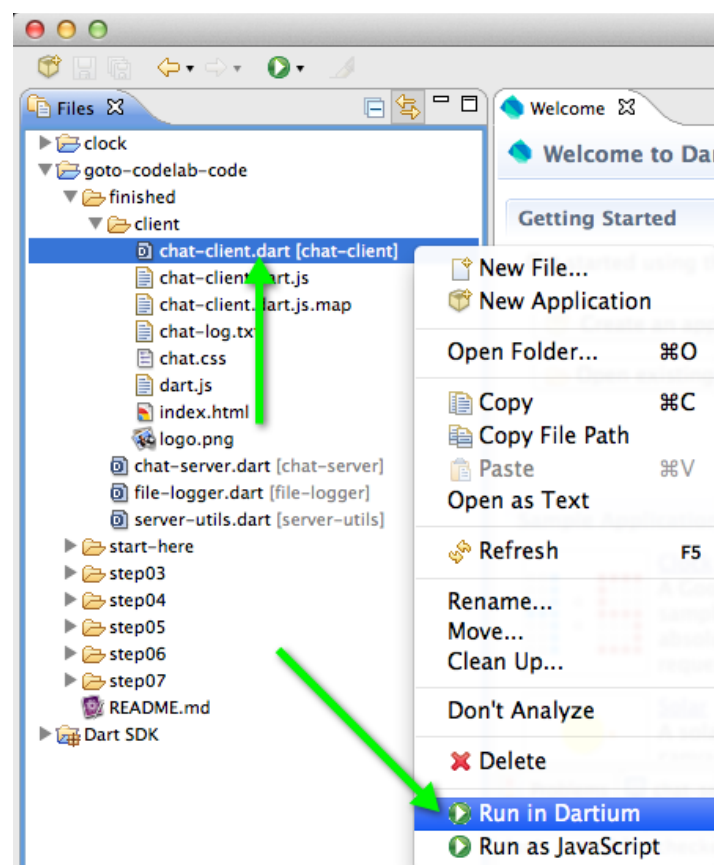 Files
Welcome
clock
goto-codelab-code
finished
client
chat-client.dart [chat-client]
chat-client.dart.js
chat-client.dart.js.map
chat-log.txt
chat.css
dart.js
index.html
logo.png
chat-server.dart [chat-server]
file-logger.dart [file-logger]
server-utils.dart [server-utils]
start-here
step03
step04
step05
step06
step07
README.md
Dart SDK
Welcome to Da
Getting Started
New File...
New Application
Open Folder... ⌘O
Copy ⌘C
Copy File Path
Paste ⌘V
Open as Text
Refresh F5
Rename...
Move...
Clean Up...
Don't Analyze
Delete
Run in Dartium
Run as JavaScript